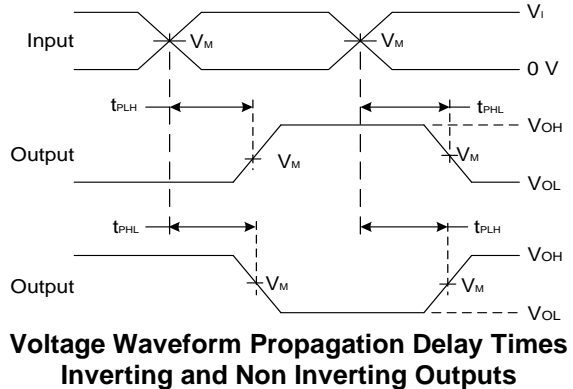 VI
Input VM VM
0 V
tPLH tPHL
VOH
Output VM VM
VOL
tPHL tPLH
VOH
Output VM VM
VOL
Voltage Waveform Propagation Delay Times
Inverting and Non Inverting Outputs